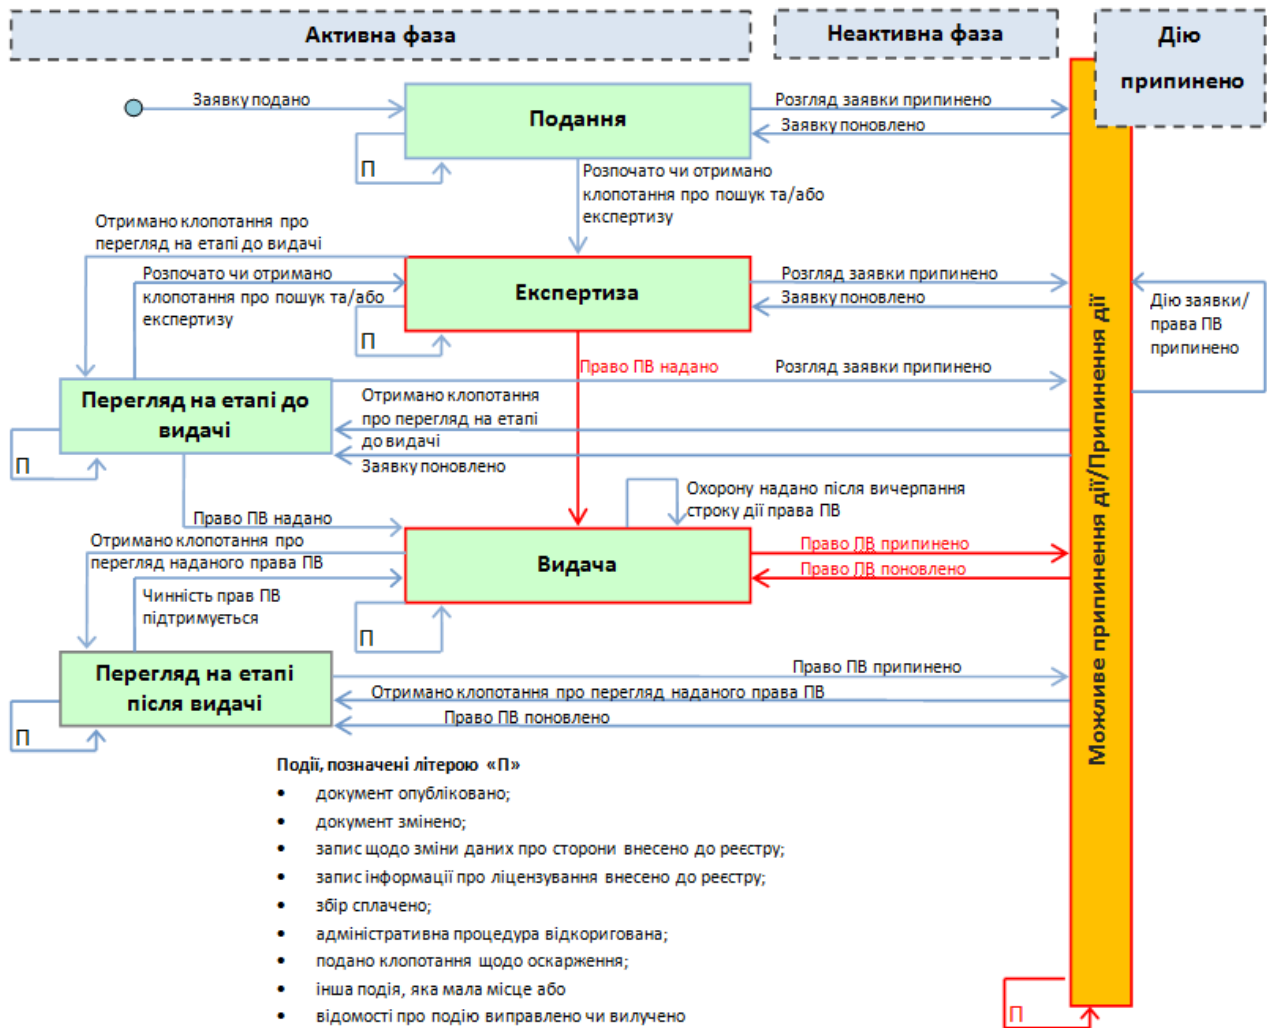 Активна фаза
Неактивна фаза
Дію
припинено
Заявку подано
Подання
Розгляд заявки припинено
Заявку поновлено
П
Розпочато чи отримано
клопотання про пошук та/або
експертизу
Отримано клопотання про
перегляд на етапі до видачі
Розпочато чи отримано
клопотання про пошук та/або
експертизу
Експертиза
Розгляд заявки припинено
Заявку поновлено
П
Дію заявки/
права ПВ
припинено
Право ПВ надано
Розгляд заявки припинено
Перегляд на етапі до
видачі
Отримано клопотання
про перегляд на етапі
до видачі
Заявку поновлено
П
Можливе припинення дії/Припинення дії
Охорону надано після вичерпання
строку дії права ПВ
Право ПВ надано
Отримано клопотання про
перегляд наданого права ПВ
Видача
Право ПВ припинено
Право ПВ поновлено
Чинність прав ПВ
підтримується
П
Перегляд на етапі
після видачі
Право ПВ припинено
Отримано клопотання про перегляд наданого права ПВ
Право ПВ поновлено
П
Події, позначені літерою «П»
• документ опубліковано;
• документ змінено;
• запис щодо зміни даних про сторони внесено до реєстру;
• запис інформації про ліцензування внесено до реєстру;
• збір сплачено;
• адміністративна процедура відкоригована;
• подано клопотання щодо оскарження;
• інша подія, яка мала місце або
• відомості про подію виправлено чи вилучено
П